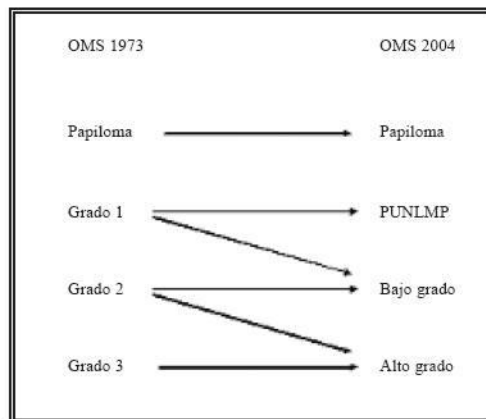 OMS 1973 OMS 2004
Papiloma Papiloma
Grado 1 PUNLMP
Grado 2 Bajo grado
Grado 3 Alto grado